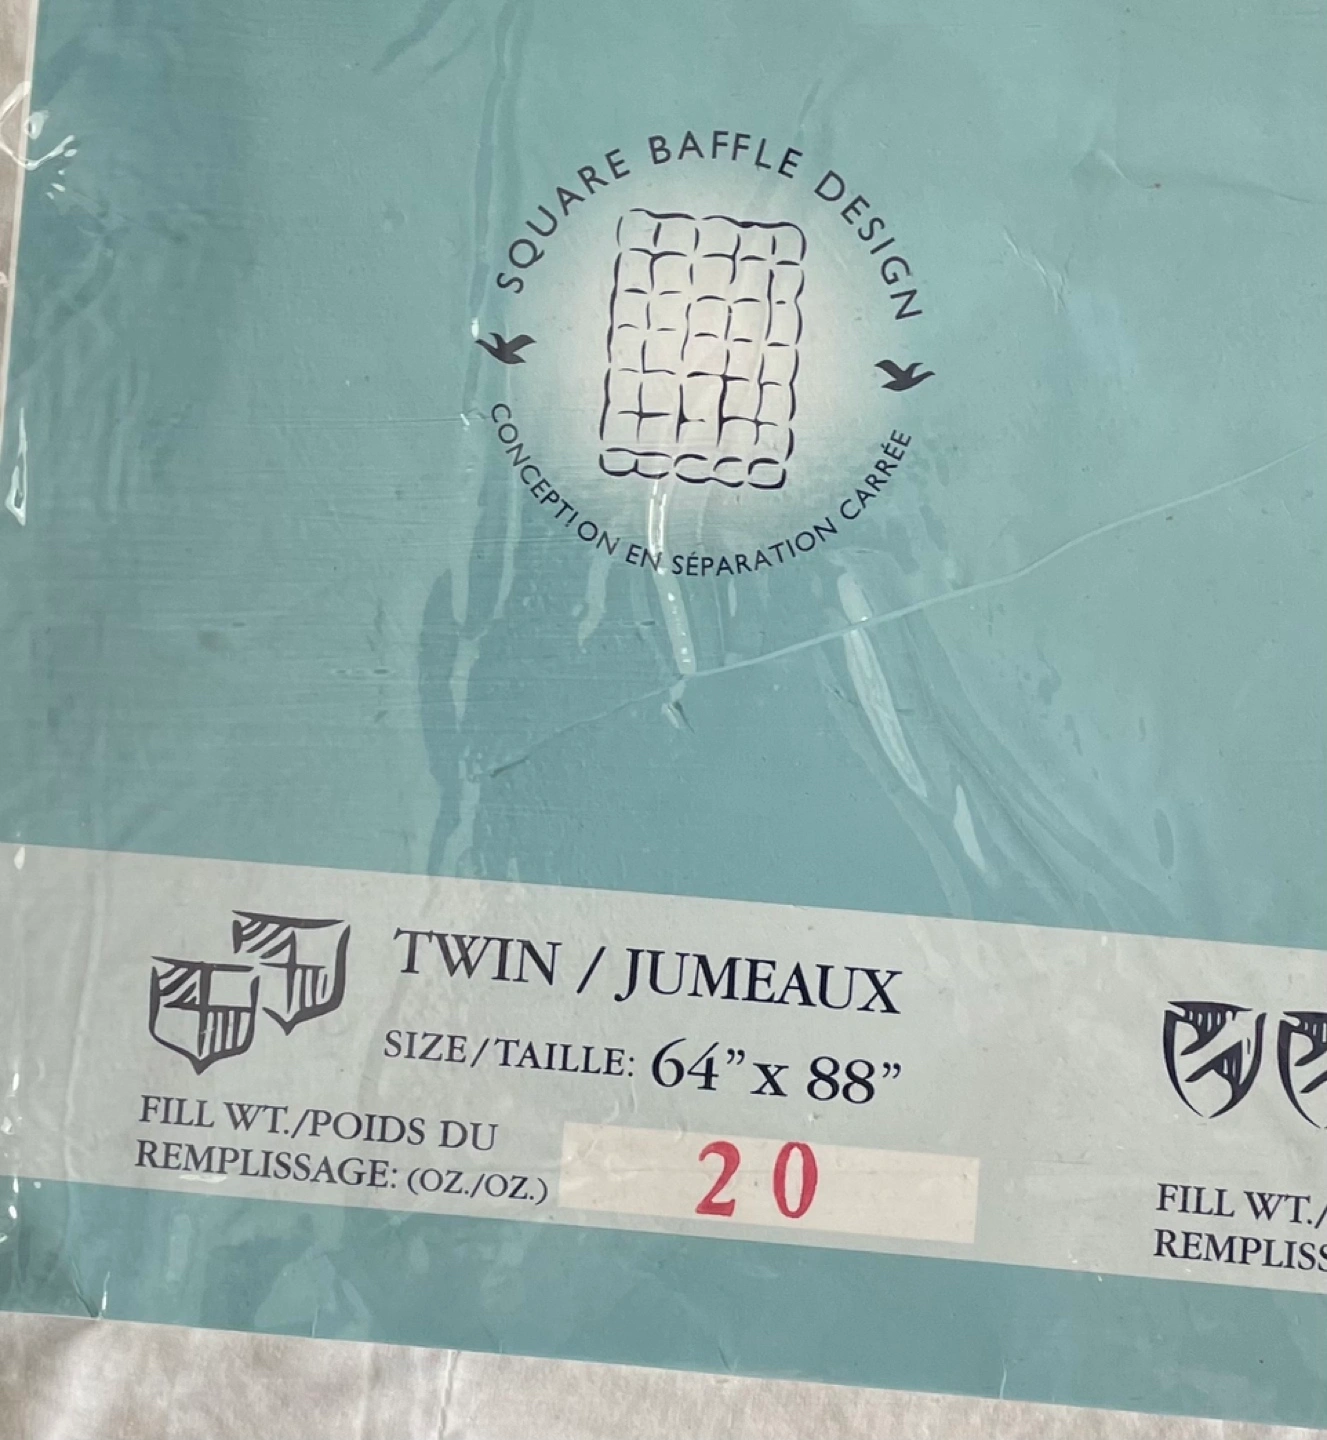 SQUARE BAFFLE DESIGN
CONCEPTION EN SÉPARATION CARRÉE
TWIN / JUMEAUX
SIZE/TAILLE: 64” x 88”
FILL WT./POIDS DU
REMPLISSAGE: (OZ./OZ.)
20
FILL WT./